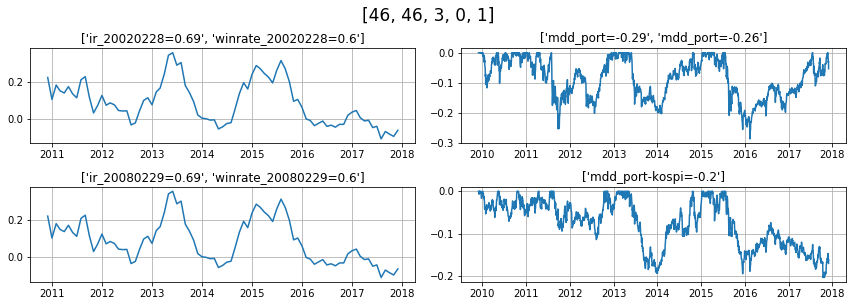 [46, 46, 3, 0, 1]
['ir_20020228=0.69', 'winrate_20020228=0.6']
0.2
0.0
2011 2012 2013 2014 2015 2016 2017 2018
['mdd_port=-0.29', 'mdd_port=-0.26']
0.0
−0.1
−0.2
−0.3
2010 2011 2012 2013 2014 2015 2016 2017 2018
['ir_20080229=0.69', 'winrate_20080229=0.6']
0.2
0.0
2011 2012 2013 2014 2015 2016 2017 2018
['mdd_port-kospi=-0.2']
0.0
−0.1
−0.2
2010 2011 2012 2013 2014 2015 2016 2017 2018